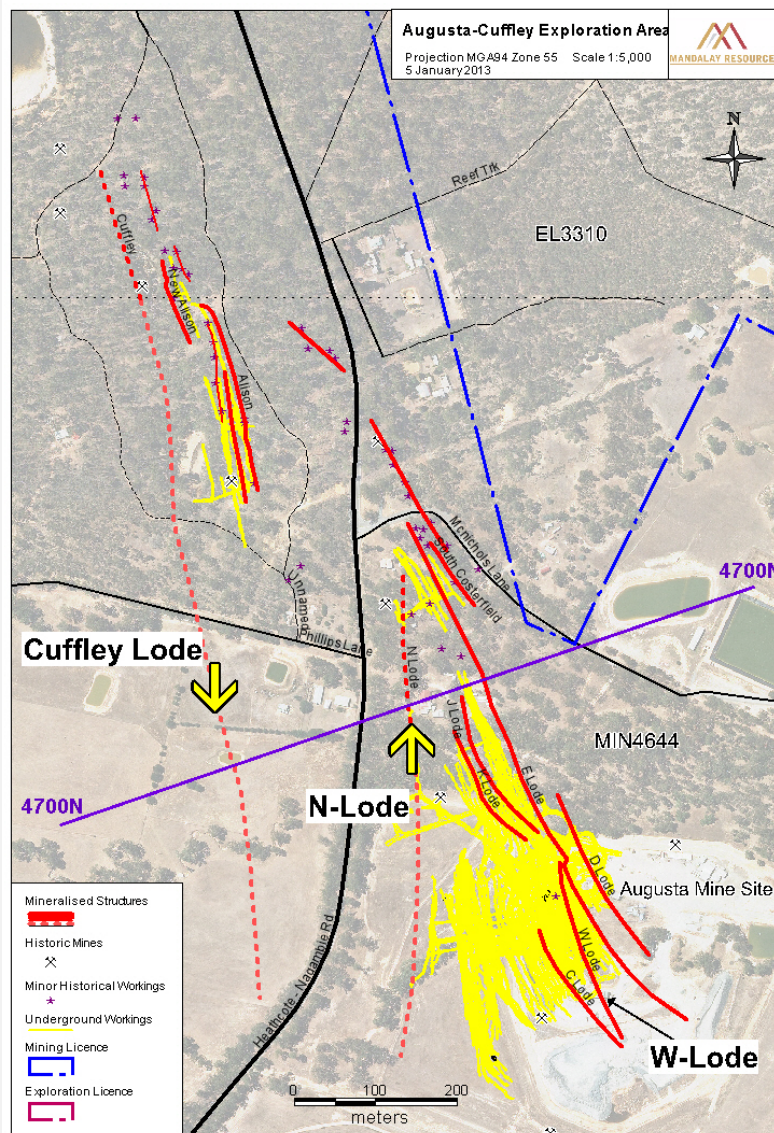 Augusta-Cuffley Exploration Area
Projection MGA94 Zone 55 Scale 1:5,000
5 January 2013
MANDALAY RESOURCE
N
Reef Trk
EL3310
Cuffley
New Alison
Alison
Mcnichols Lane
South Costerfield
4700N
Unnamed
Phillips Lane
Cuffley Lode
N Lode
J Lode
MIN4644
K Lode
E Lode
N-Lode
4700N
D Lode
Augusta Mine Site
W Lode
C Lode
W-Lode
Heathcote - Nagambie Rd
Mineralised Structures
Historic Mines
Minor Historical Workings
Underground Workings
Mining Licence
Exploration Licence
0 100 200
meters